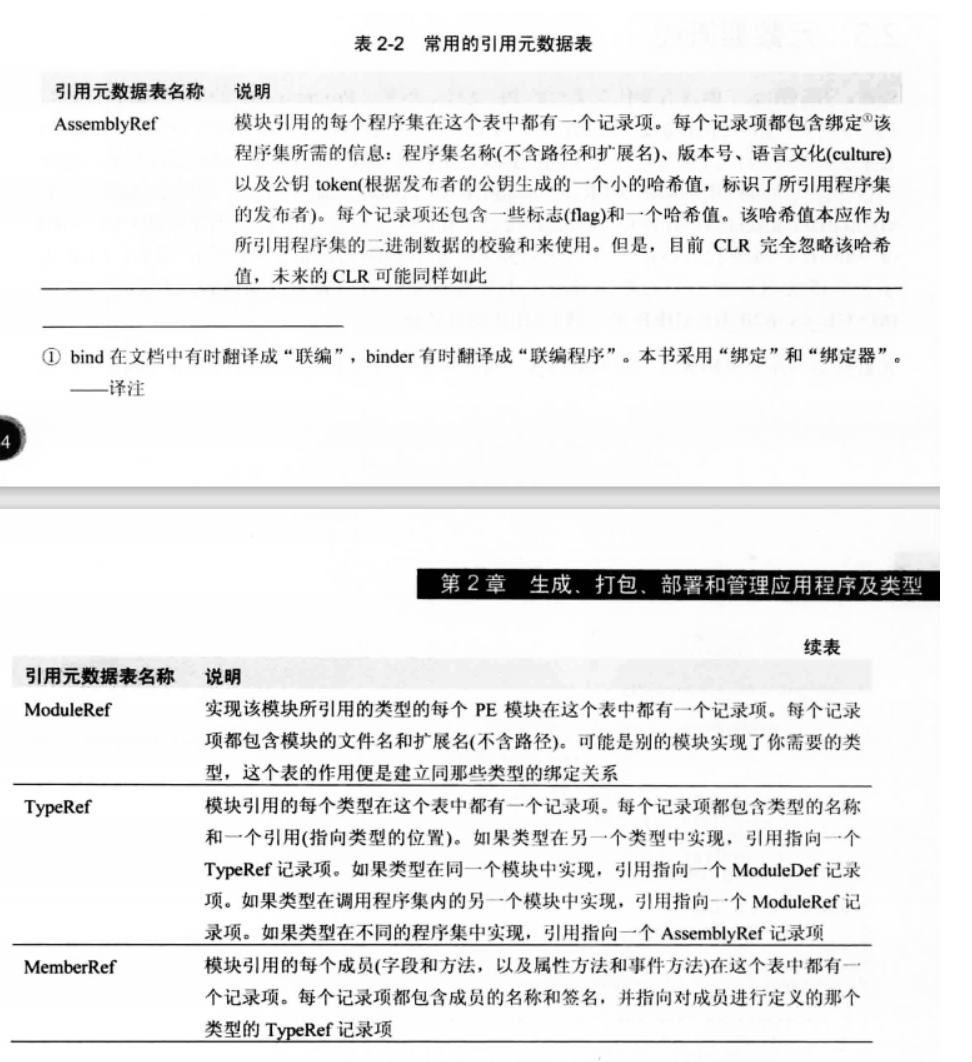 表 2-2 常用的引用元数据表
引用元数据表名称 说明
AssemblyRef 模块引用的每个程序集在这个表中都有一个记录项。每个记录项都包含绑定①该
程序集所需的信息：程序集名称(不含路径和扩展名)、版本号、语言文化(culture)
以及公钥 token(根据发布者的公钥生成的一个小的哈希值，标识了所引用程序集
的发布者)。每个记录项还包含一些标志(flag)和一个哈希值。该哈希值本应作为
所引用程序集的二进制数据的校验和来使用。但是，目前 CLR 完全忽略该哈希
值，未来的 CLR 可能同样如此
① bind 在文档中有时翻译成“联编”，binder 有时翻译成“联编程序”。本书采用“绑定”和“绑定器”。
——译注
4
第 2 章 生成、打包、部署和管理应用程序及类型
续表
引用元数据表名称 说明
ModuleRef 实现该模块所引用的类型的每个 PE 模块在这个表中都有一个记录项。每个记录
项都包含模块的文件名和扩展名(不含路径)。可能是别的模块实现了你需要的类
型，这个表的作用便是建立同那些类型的绑定关系
TypeRef 模块引用的每个类型在这个表中都有一个记录项。每个记录项都包含类型的名称
和一个引用(指向类型的位置)。如果类型在另一个类型中实现，引用指向一个
TypeRef 记录项。如果类型在同一个模块中实现，引用指向一个 ModuleDef 记录
项。如果类型在调用程序集内的另一个模块中实现，引用指向一个 ModuleRef 记
录项。如果类型在不同的程序集中实现，引用指向一个 AssemblyRef 记录项
MemberRef 模块引用的每个成员(字段和方法，以及属性方法和事件方法)在这个表中都有一
个记录项。每个记录项都包含成员的名称和签名，并指向对成员进行定义的那个
类型的 TypeRef 记录项